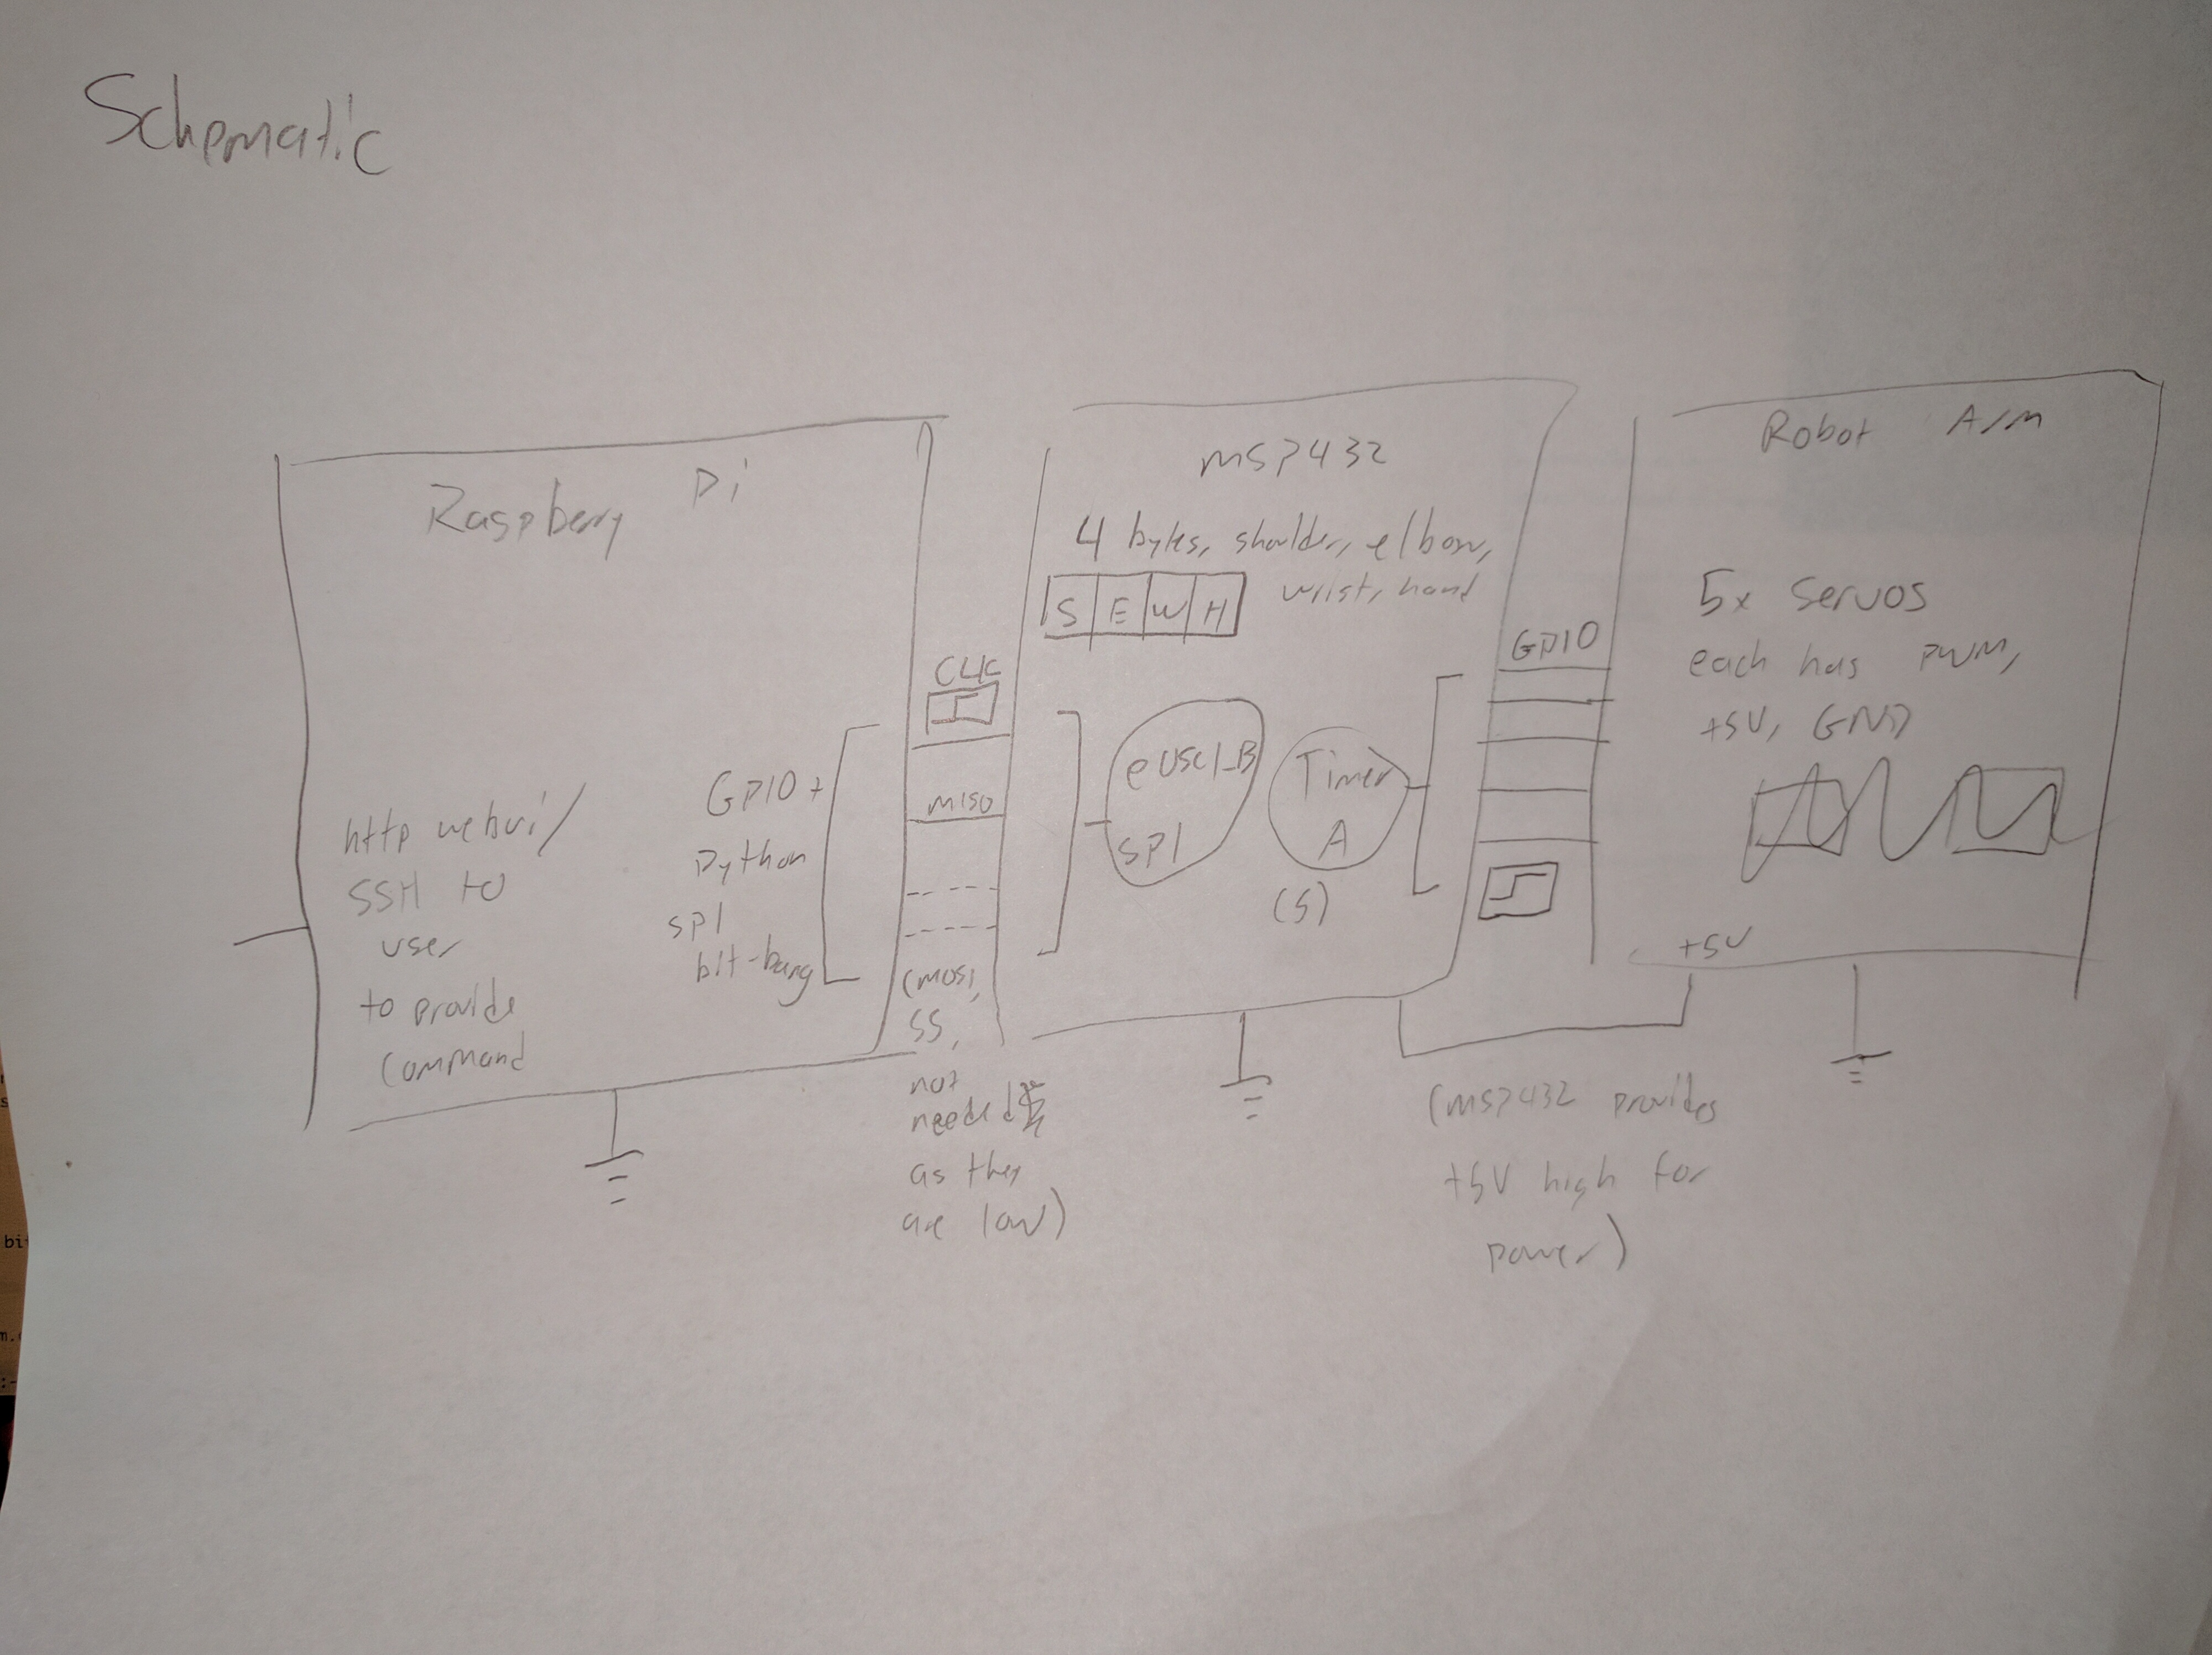 Schematic
Raspberry Pi
http webui/
SSH to
user
to provide
command
GPIO +
Python
SPI
bit-bang
CLK
MISO
(MOSI,
SS,
not
needed
as they
are low)
MSP432
4 bytes, shoulder, elbow,
wrist, hand
S E W H
eUSCI_B
SPI
Timer
A
(S)
GPIO
(MSP432 provides
+5V high for
power)
Robot Arm
5x servos
each has PWM,
+5V, GND
+5V
bi
m.
:-